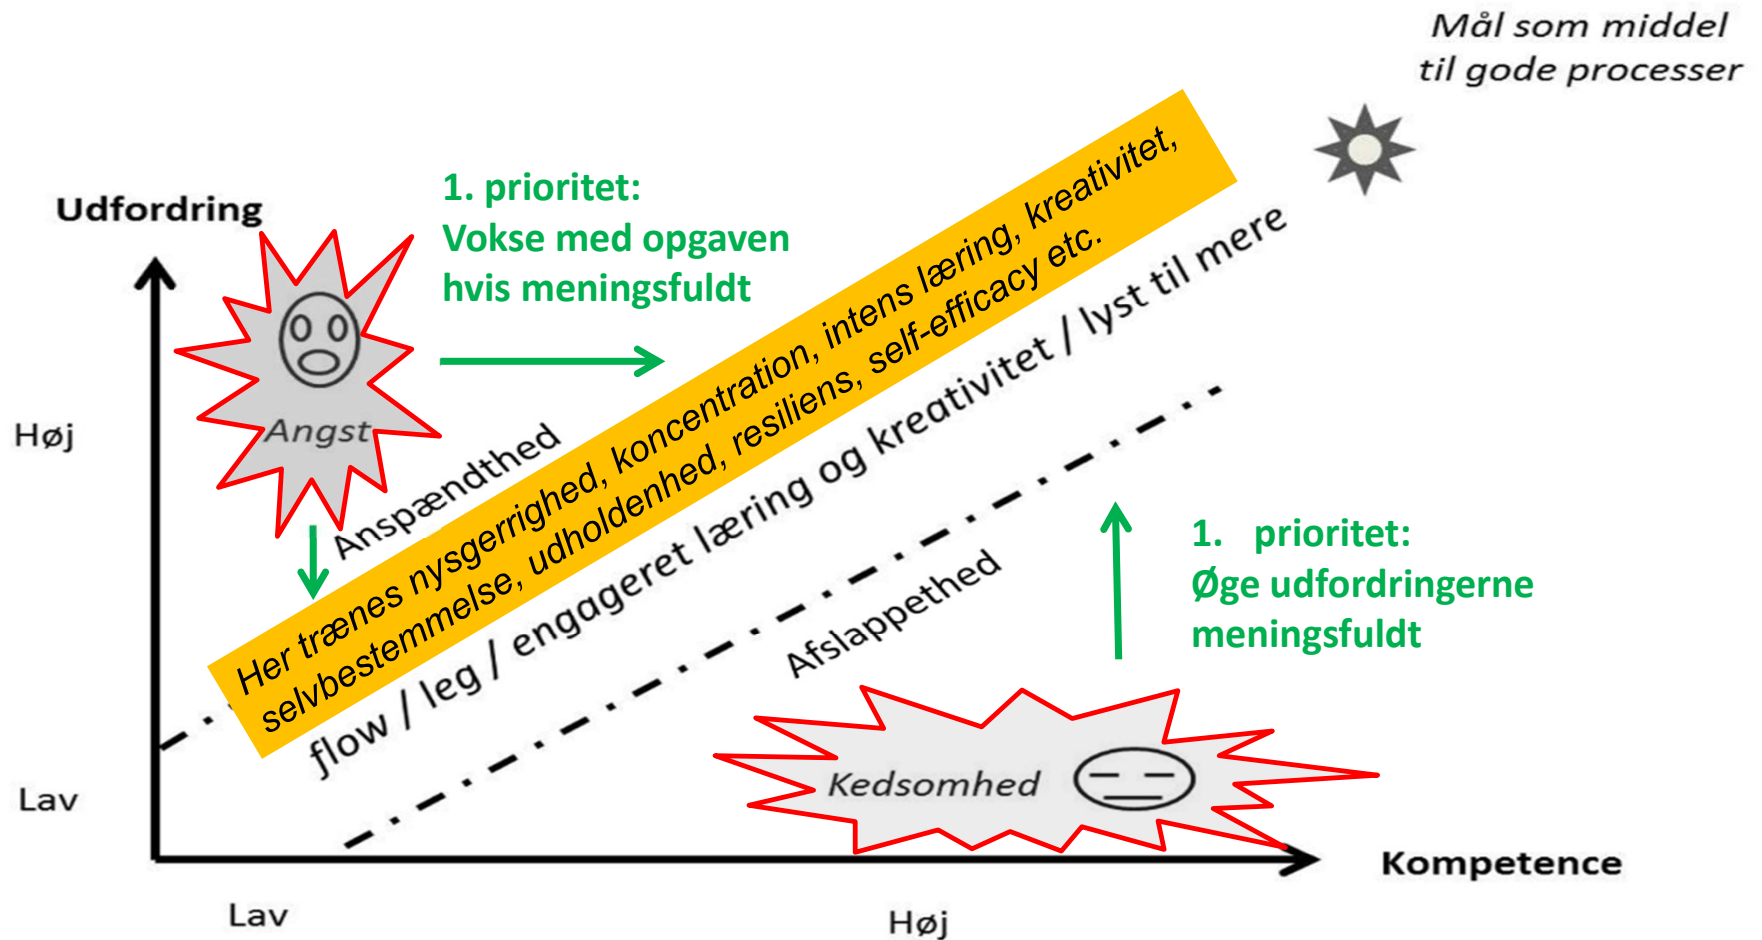 Mål som middel
til gode processer
Udfordring
1. prioritet:
Vokse med opgaven
hvis meningsfuldt
Høj
Angst
Anspændthed
Her trænes nysgerrighed, koncentration, intens læring, kreativitet,
selvbestemmelse, udholdenhed, resiliens, self-efficacy etc.
flow / leg / engageret læring og kreativitet / lyst til mere
Afslappethed
1. prioritet:
Øge udfordringerne
meningsfuldt
Kedsomhed
Lav
Kompetence
Lav
Høj